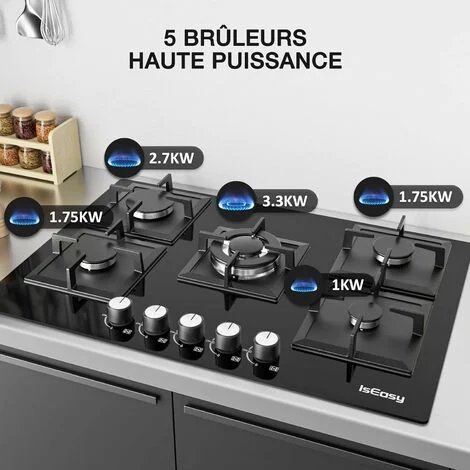 5 BRÛLEURS
HAUTE PUISSANCE
2.7KW
1.75KW
3.3KW
1.75KW
1KW
IsEasy